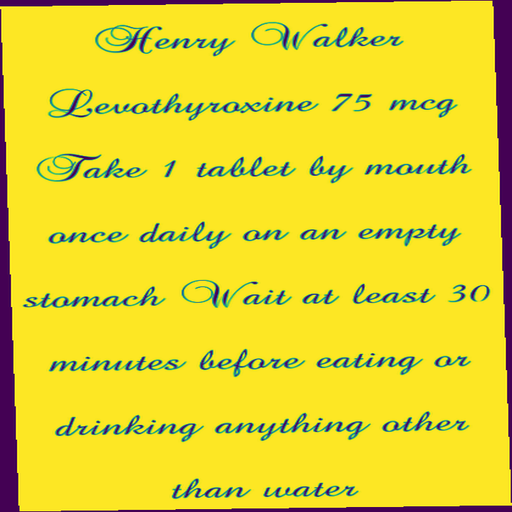 Henry Walker
Levothyroxine 75 mcg
Take 1 tablet by mouth
once daily on an empty
stomach Wait at least 30
minutes before eating or
drinking anything other
than water